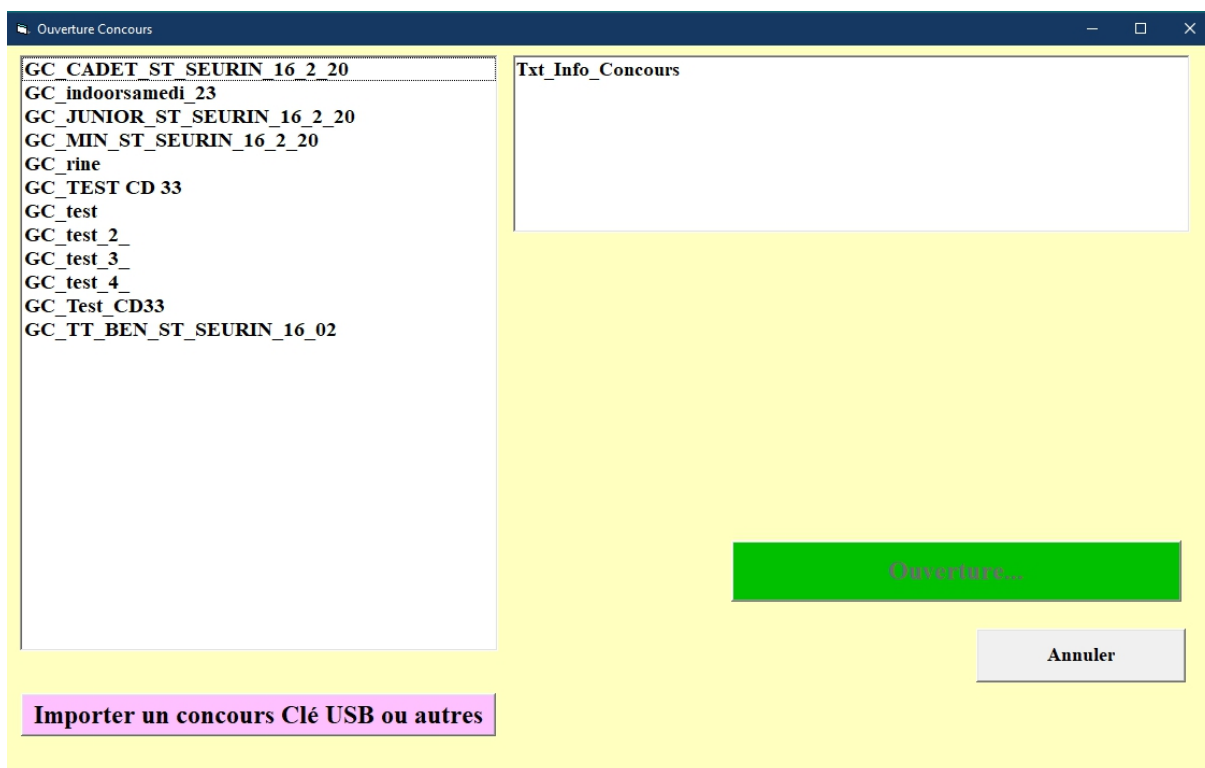 Ouverture Concours
GC_CADET_ST_SEURIN_16_2_20
GC_indoorsamedi_23
GC_JUNIOR_ST_SEURIN_16_2_20
GC_MIN_ST_SEURIN_16_2_20
GC_rine
GC_TEST CD 33
GC_test
GC_test_2_
GC_test_3_
GC_test_4_
GC_Test_CD33
GC_TT_BEN_ST_SEURIN_16_02
Txt_Info_Concours
Ouverture...
Annuler
Importer un concours Clé USB ou autres